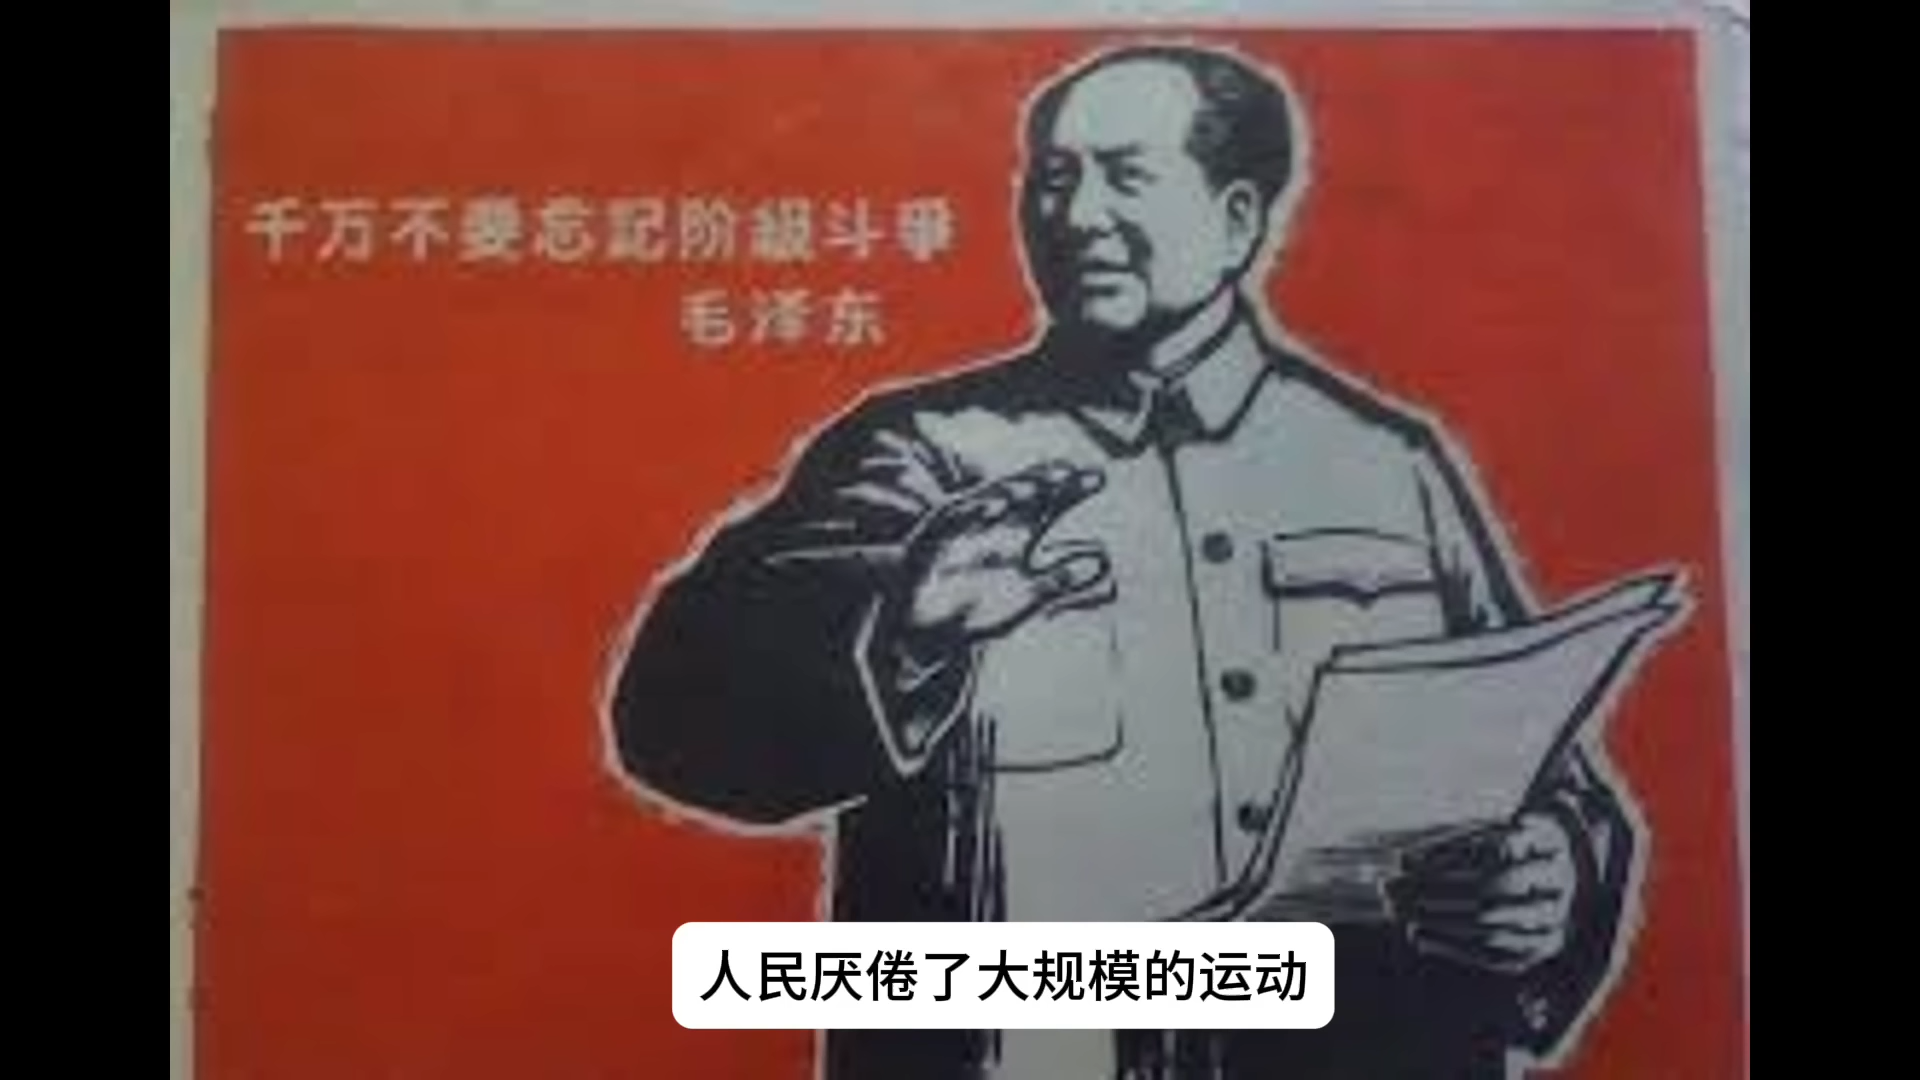 千万不要忘記阶級斗爭
毛泽东
人民厌倦了大规模的运动